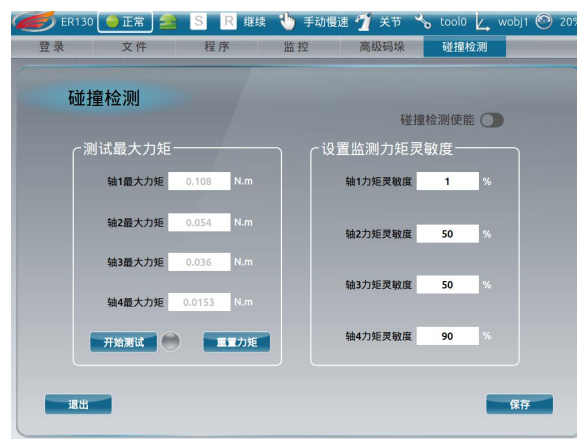 ER130 正常 S R 继续 手动慢速 关节 tool0 wobj1 20%
登录 文件 程序 监控 高级码垛 碰撞检测
碰撞检测
碰撞检测使能
测试最大力矩
轴1最大力矩 0.108 N.m
轴2最大力矩 0.054 N.m
轴3最大力矩 0.036 N.m
轴4最大力矩 0.0153 N.m
开始测试 重置力矩
设置监测力矩灵敏度
轴1力矩灵敏度 1 %
轴2力矩灵敏度 50 %
轴3力矩灵敏度 50 %
轴4力矩灵敏度 90 %
退出 保存